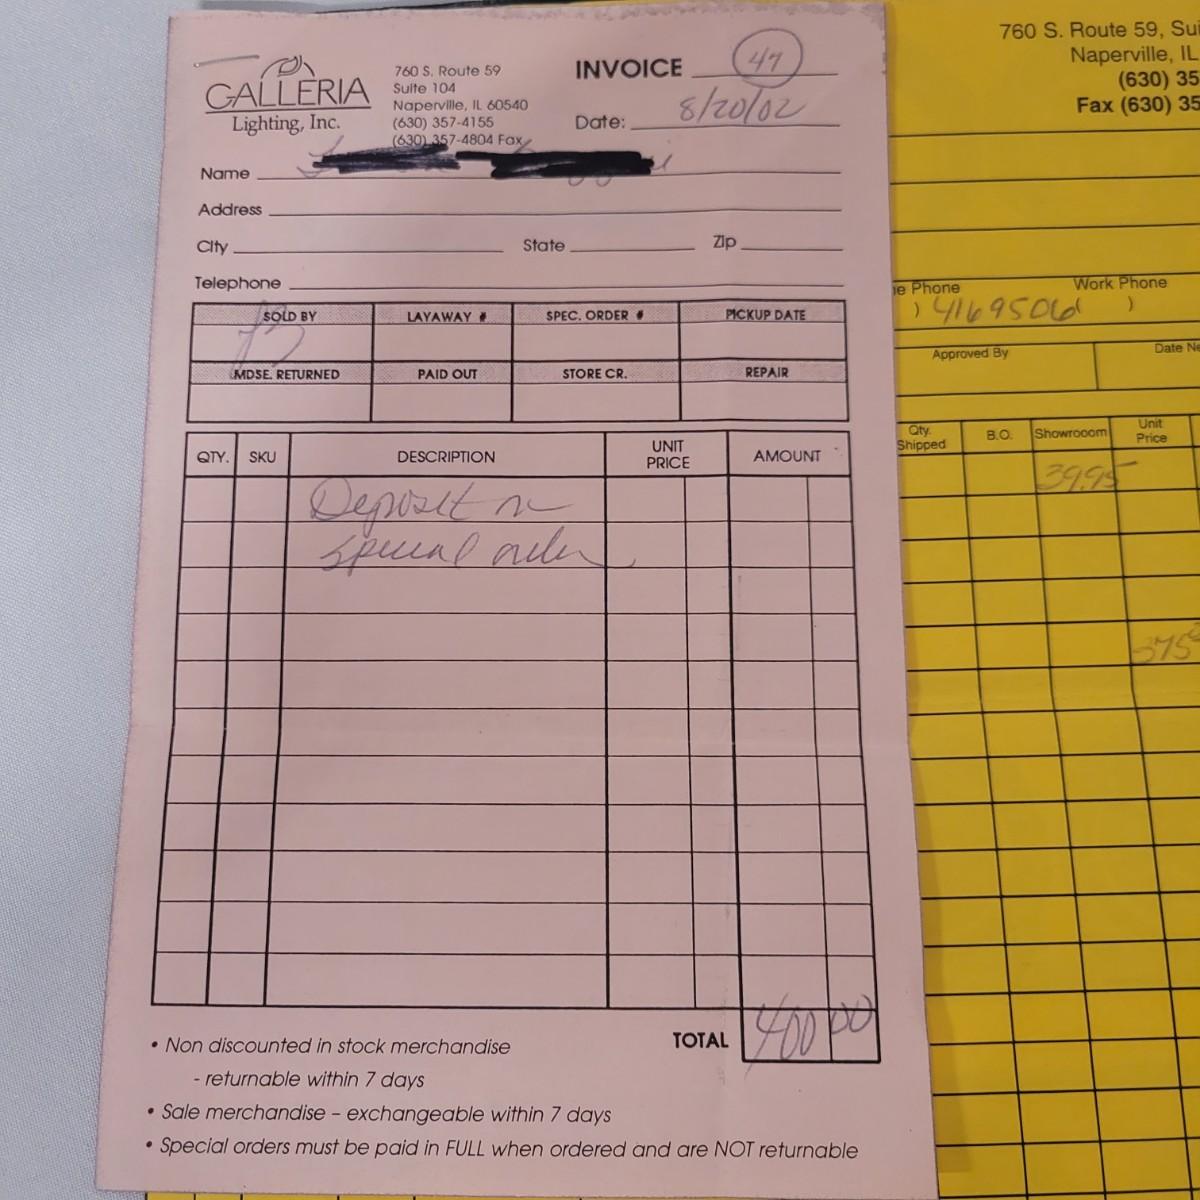 GALLERIA
Lighting, Inc.
760 S. Route 59
Suite 104
Naperville, IL 60540
(630) 357-4155
(630) 357-4804 Fax
INVOICE 47
Date: 8/20/02
Name
Address
City State Zip
Telephone
SOLD BY LAYAWAY # SPEC. ORDER # PICKUP DATE
MDSE. RETURNED PAID OUT STORE CR. REPAIR
QTY. SKU DESCRIPTION UNIT PRICE AMOUNT
Deposit on
special order
TOTAL 400 00
• Non discounted in stock merchandise
- returnable within 7 days
• Sale merchandise – exchangeable within 7 days
• Special orders must be paid in FULL when ordered and are NOT returnable
760 S. Route 59, Su
Naperville, IL
(630) 35
Fax (630) 35
e Phone Work Phone
) 4169506 )
Approved By Date Ne
Qty. Shipped B.O. Showrooom Unit Price
39.95
375